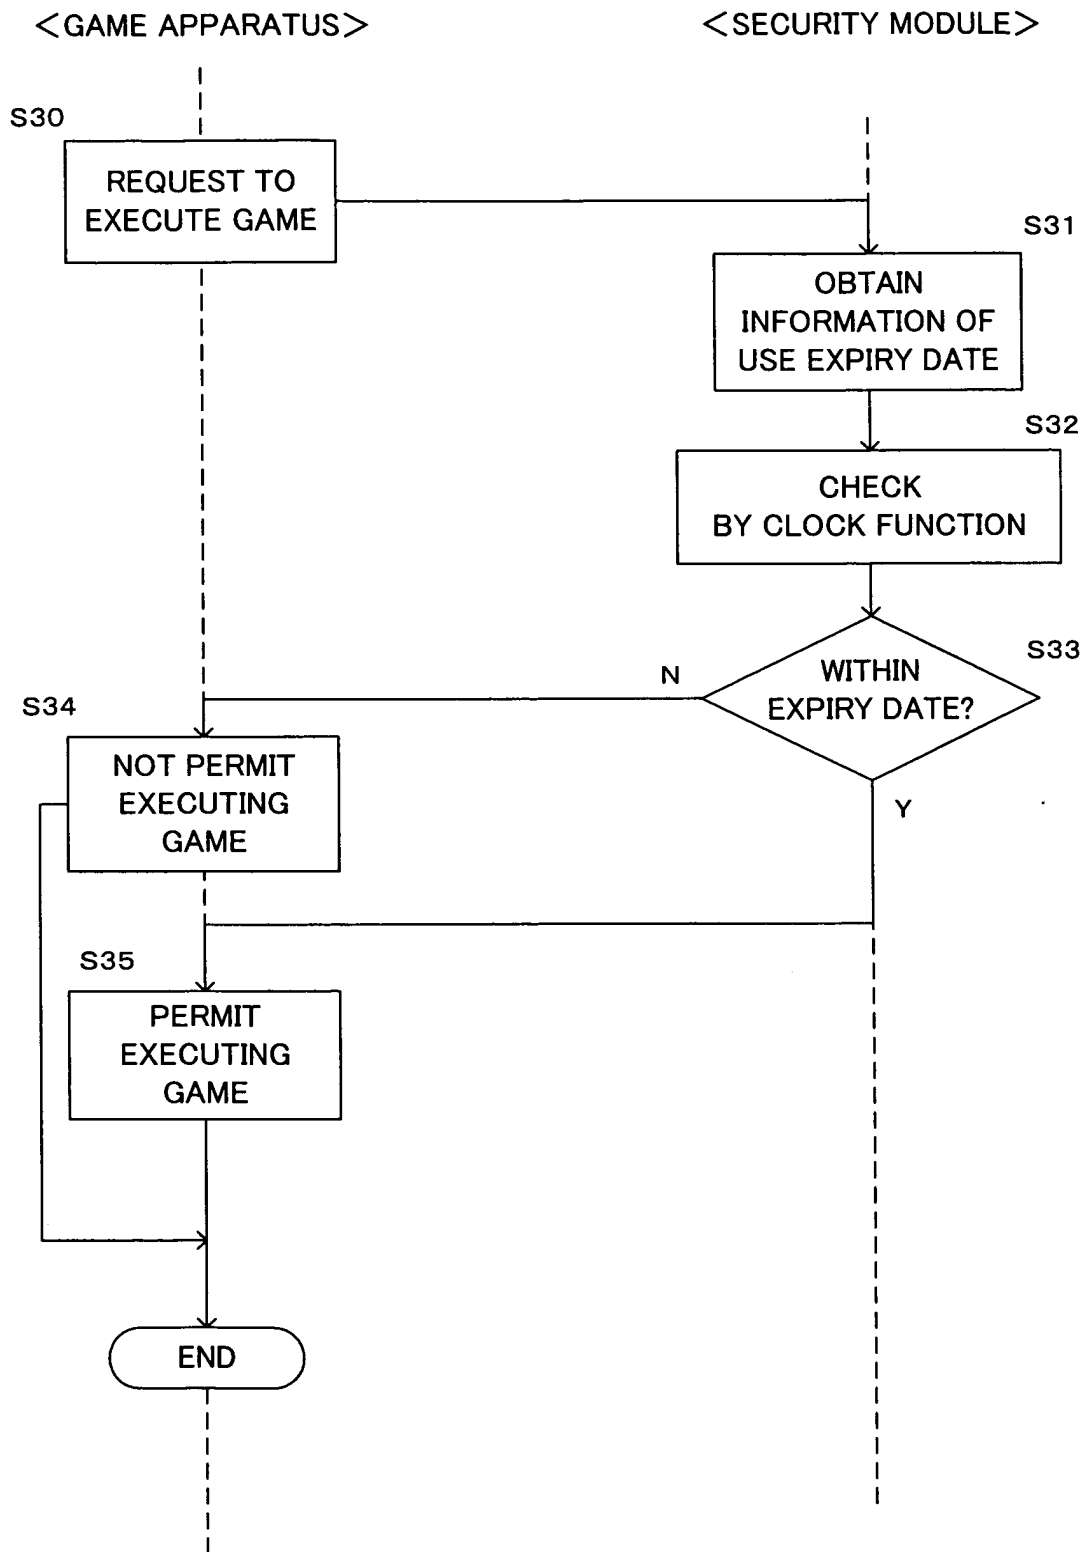 <GAME APPARATUS>
<SECURITY MODULE>
S30
REQUEST TO
EXECUTE GAME
S31
OBTAIN
INFORMATION OF
USE EXPIRY DATE
S32
CHECK
BY CLOCK FUNCTION
S33
WITHIN
EXPIRY DATE?
N
Y
S34
NOT PERMIT
EXECUTING
GAME
S35
PERMIT
EXECUTING
GAME
END